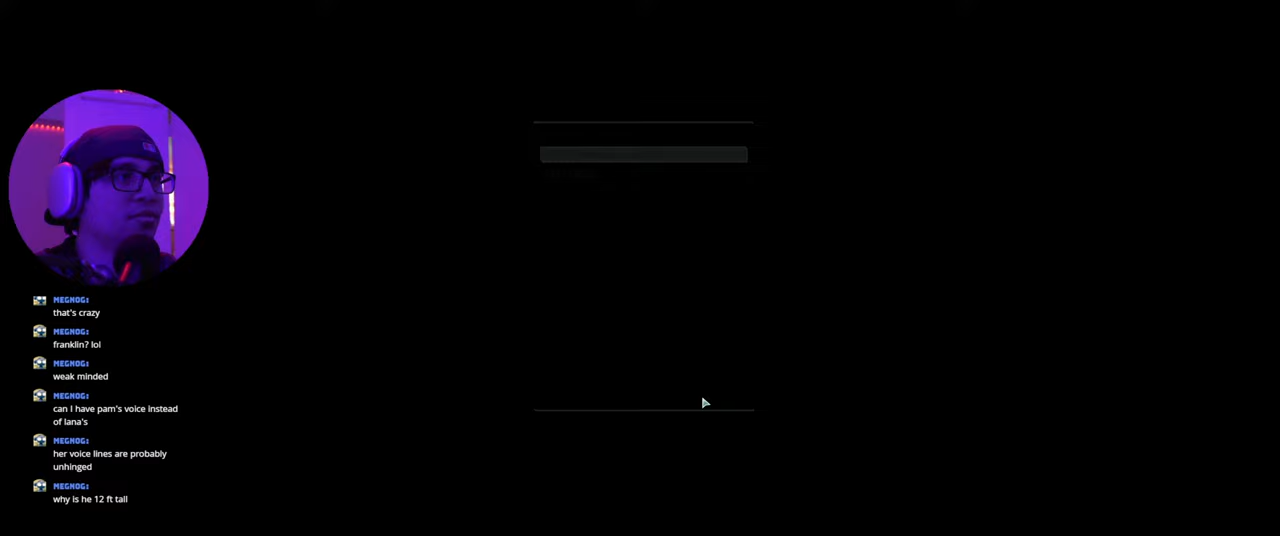 MEGNOG:
that's crazy
MEGNOG:
franklin? lol
MEGNOG:
weak minded
MEGNOG:
can I have pam's voice instead
of lana's
MEGNOG:
her voice lines are probably
unhinged
MEGNOG:
why is he 12 ft tall